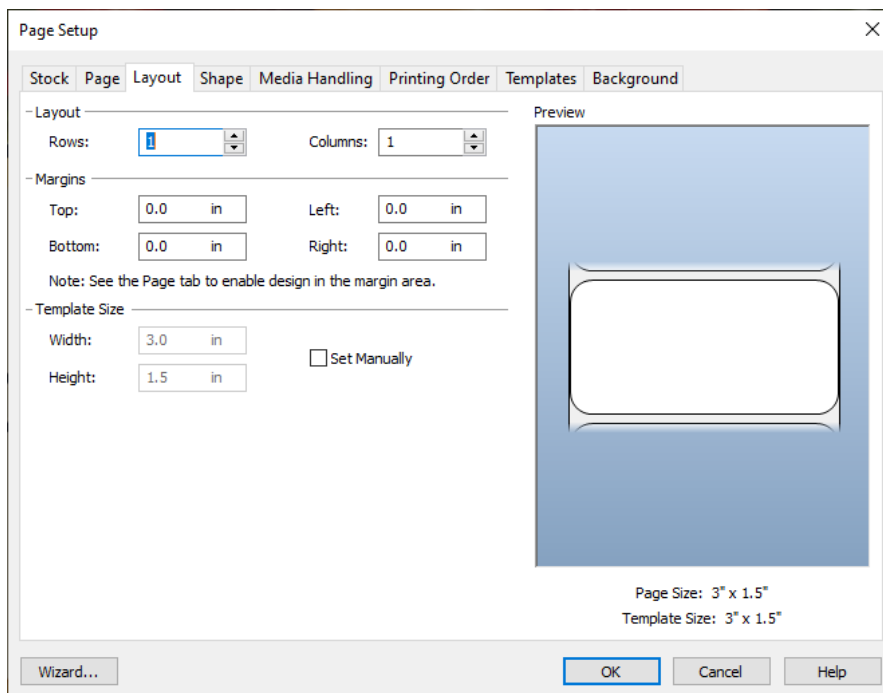 Page Setup
Stock Page Layout Shape Media Handling Printing Order Templates Background
Layout
Rows: 1 Columns: 1
Margins
Top: 0.0 in Left: 0.0 in
Bottom: 0.0 in Right: 0.0 in
Note: See the Page tab to enable design in the margin area.
Template Size
Width: 3.0 in
Set Manually
Height: 1.5 in
Preview
Page Size: 3" x 1.5"
Template Size: 3" x 1.5"
Wizard... OK Cancel Help